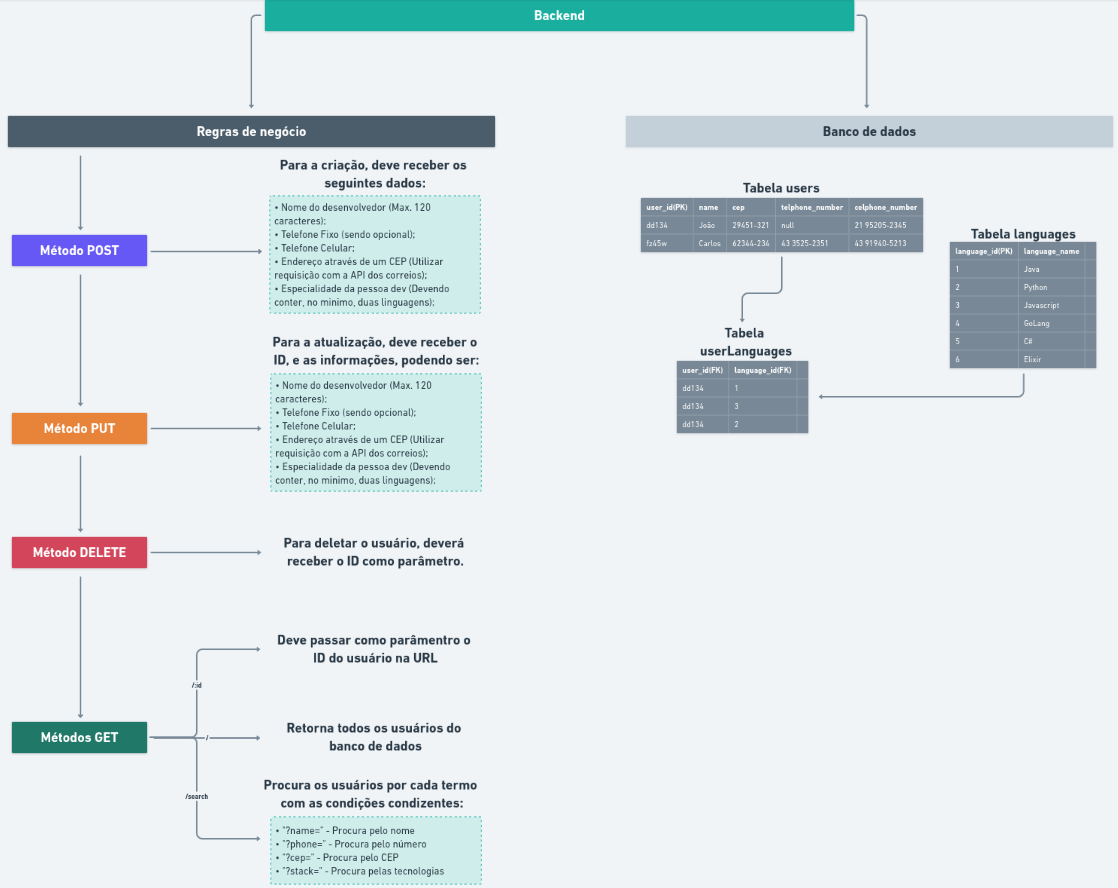 Backend
Regras de negócio
Para a criação, deve receber os
seguintes dados:
• Nome do desenvolvedor (Max. 120
caracteres);
• Telefone Fixo (sendo opcional);
• Telefone Celular;
• Endereço através de um CEP (Utilizar
requisição com a API dos correios);
• Especialidade da pessoa dev (Devendo
conter, no minimo, duas linguagens);
Método POST
Para a atualização, deve receber o
ID, e as informações, podendo ser:
• Nome do desenvolvedor (Max. 120
caracteres);
• Telefone Fixo (sendo opcional);
• Telefone Celular;
• Endereço através de um CEP (Utilizar
requisição com a API dos correios);
• Especialidade da pessoa dev (Devendo
conter, no minimo, duas linguagens);
Método PUT
Método DELETE
Para deletar o usuário, deverá
receber o ID como parâmetro.
Métodos GET
/:id
Deve passar como parâmentro o
ID do usuário na URL
/
Retorna todos os usuários do
banco de dados
/search
Procura os usuários por cada termo
com as condições condizentes:
• "?name=" - Procura pelo nome
• "?phone=" - Procura pelo número
• "?cep=" - Procura pelo CEP
• "?stack=" - Procura pelas tecnologias
Banco de dados
Tabela users
user_id(PK) name cep telphone_number celphone_number
dd134 João 29451-321 null 21 95205-2345
fz45w Carlos 62344-234 43 3525-2351 43 91940-5213
Tabela languages
language_id(PK) language_name
1 Java
2 Python
3 Javascript
4 GoLang
5 C#
6 Elixir
Tabela
userLanguages
user_id(FK) language_id(FK)
dd134 1
dd134 3
dd134 2